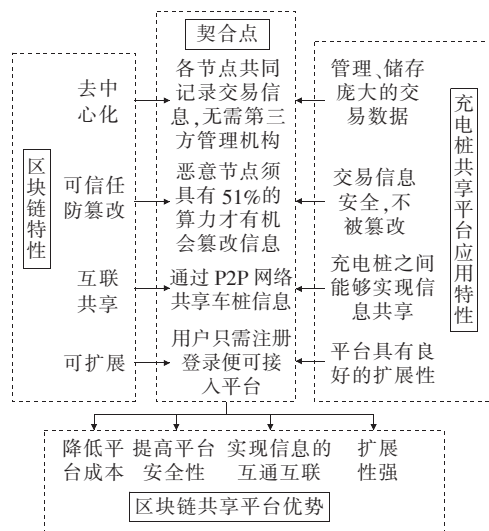 契合点
区块链特性
去中
心化
各节点共同
记录交易信
息,无需第三
方管理机构
管理、储存
庞大的交
易数据
可信任
防篡改
恶意节点须
具有51%的
算力才有机
会篡改信息
交易信息
安全,不
被篡改
互联
共享
通过P2P网络
共享车桩信息
充电桩之间
能够实现信
息共享
可扩展
用户只需注册
登录便可接
入平台
平台具有良
好的扩展性
充电桩共享平台应用特性
降低平
台成本
提高平台
安全性
实现信息的
互通互联
扩展
性强
区块链共享平台优势